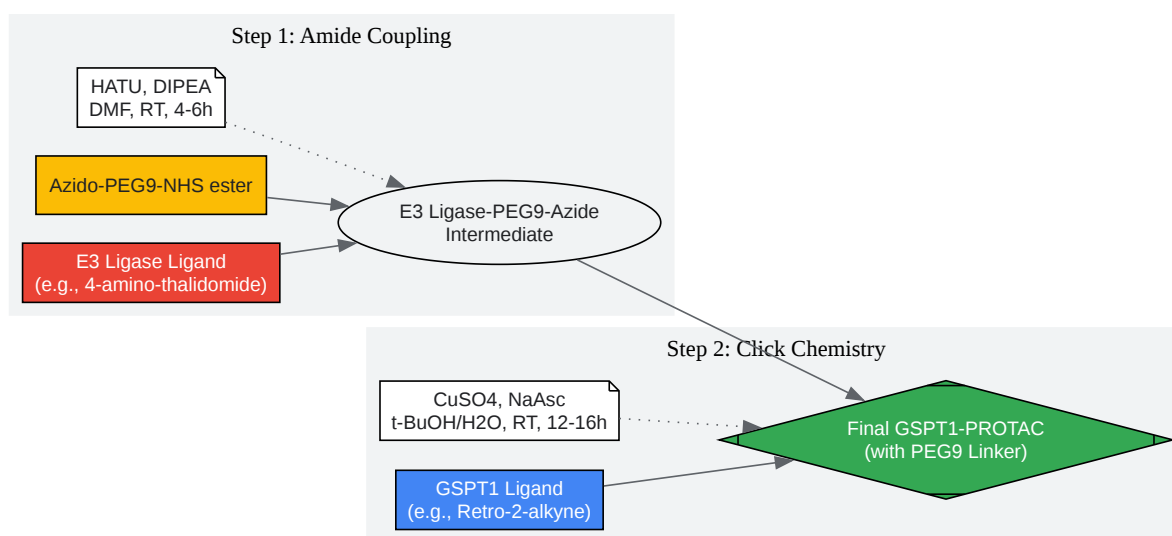 Step 1: Amide Coupling
HATU, DIPEA
DMF, RT, 4-6h
Azido-PEG9-NHS ester
E3 Ligase-PEG9-Azide
Intermediate
E3 Ligase Ligand
(e.g., 4-amino-thalidomide)
Step 2: Click Chemistry
CuSO4, NaAsc
t-BuOH/H2O, RT, 12-16h
Final GSPT1-PROTAC
(with PEG9 Linker)
GSPT1 Ligand
(e.g., Retro-2-alkyne)